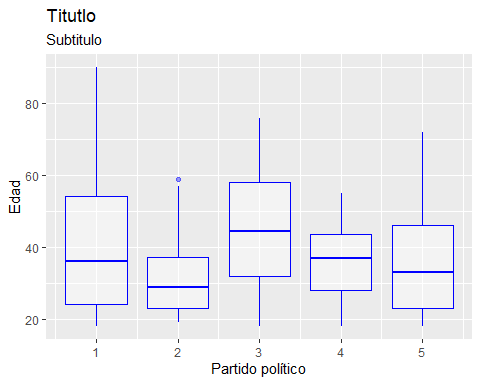 Titutlo
Subtitulo
80
60
40
20
Edad
1 2 3 4 5
Partido político